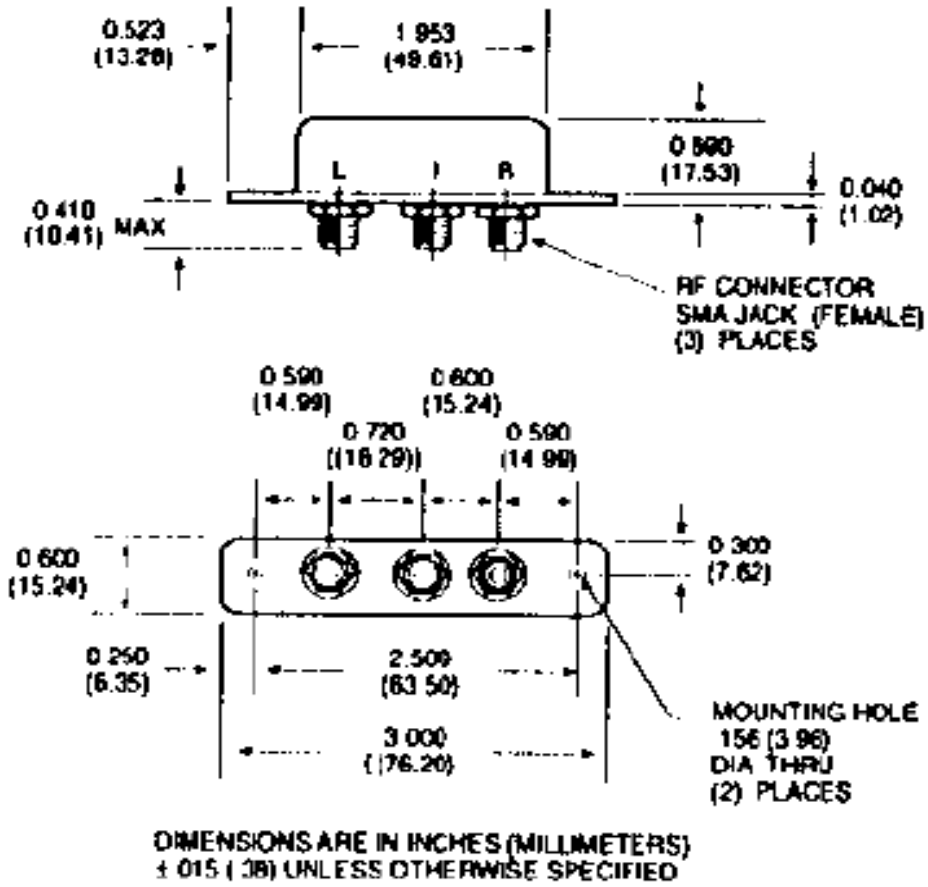 0.523
(13.28)
1.953
(49.61)
L I R
0.690
(17.53)
0.040
(1.02)
0.410
(10.41) MAX
RF CONNECTOR
SMA JACK (FEMALE)
(3) PLACES
0.590
(14.99)
0.600
(15.24)
0.720
((18.29))
0.590
(14.99)
0.600
(15.24)
0.300
(7.62)
0.250
(6.35)
2.500
(63.50)
3.000
((76.20)
MOUNTING HOLE
.156 (3.96)
DIA THRU
(2) PLACES
DIMENSIONS ARE IN INCHES (MILLIMETERS)
± .015 (.38) UNLESS OTHERWISE SPECIFIED